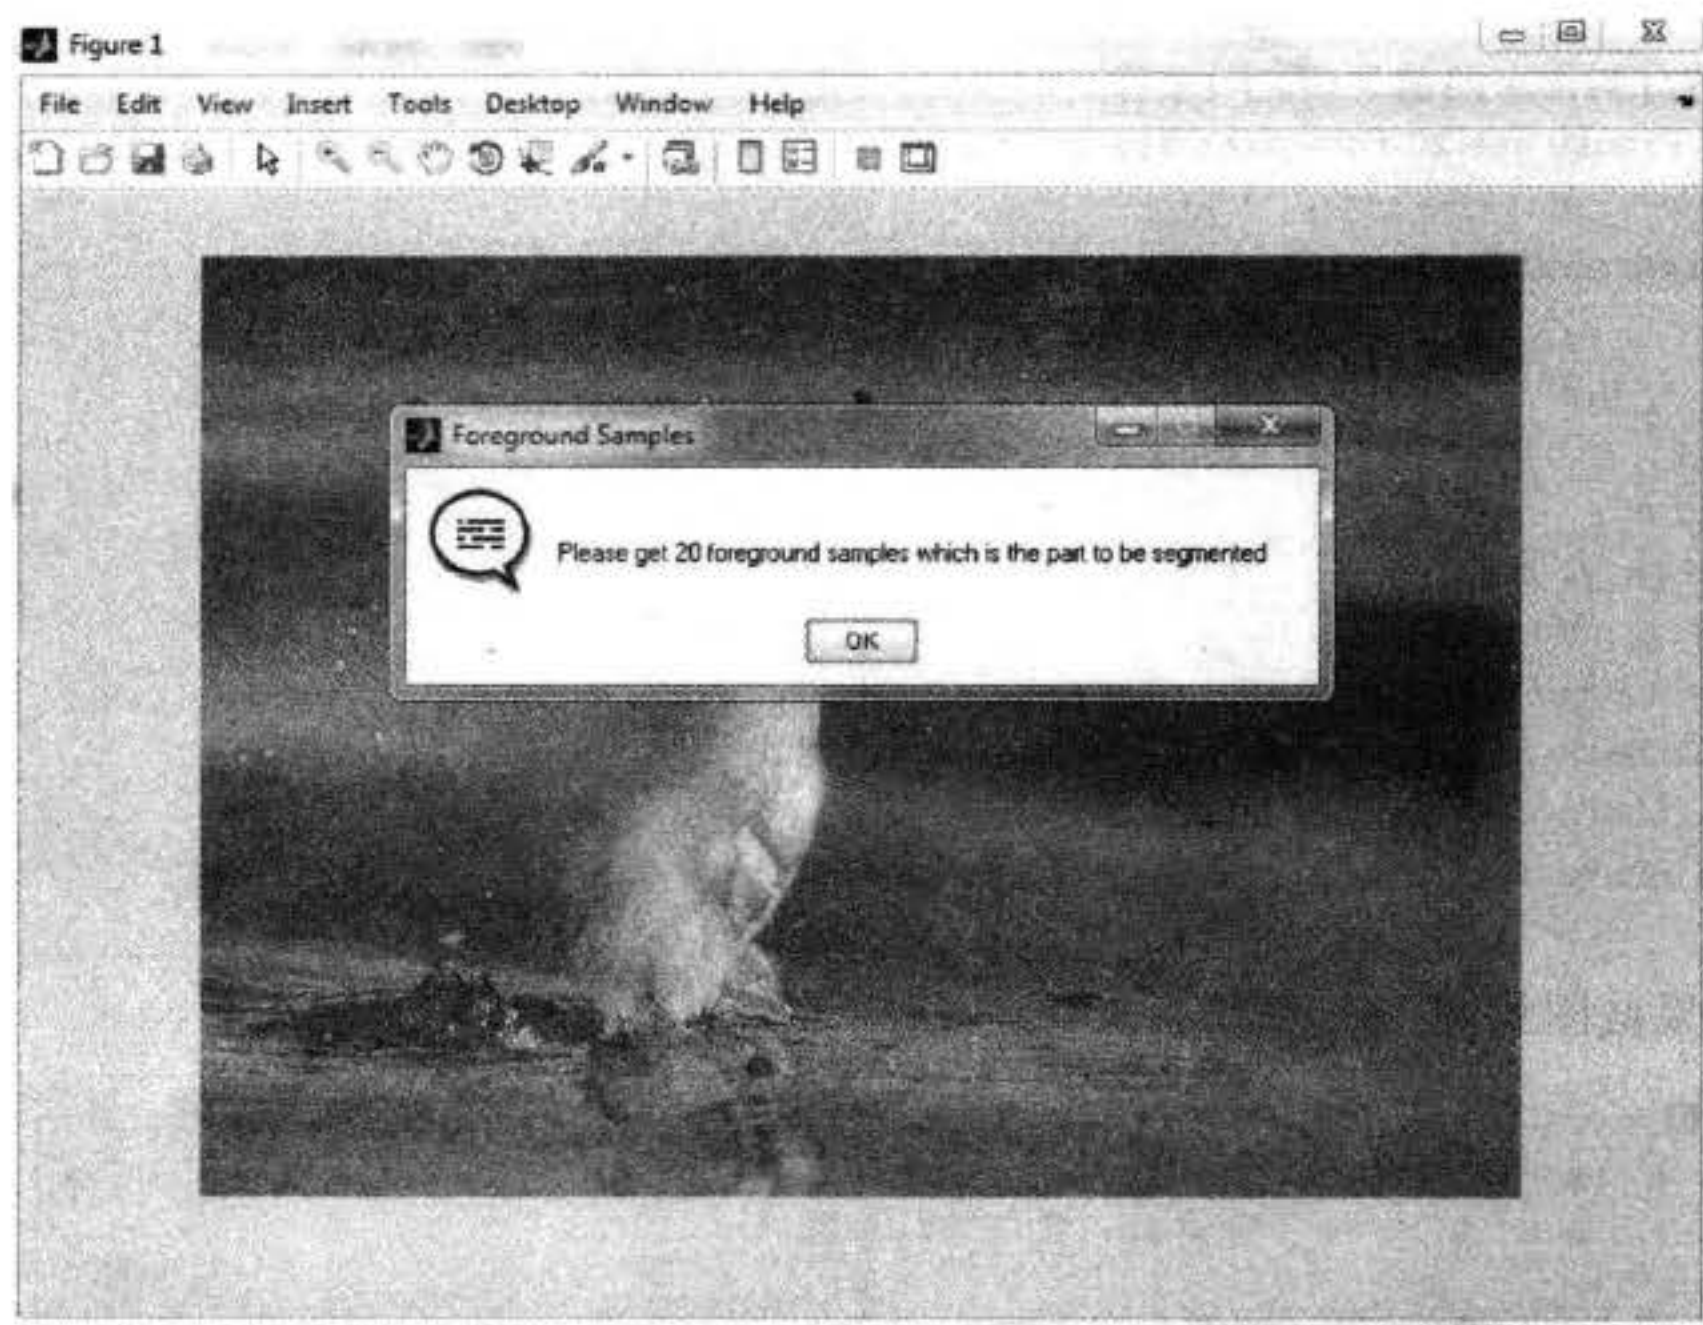 Figure 1
File Edit View Insert Tools Desktop Window Help
Foreground Samples
Please get 20 foreground samples which is the part to be segmented
OK